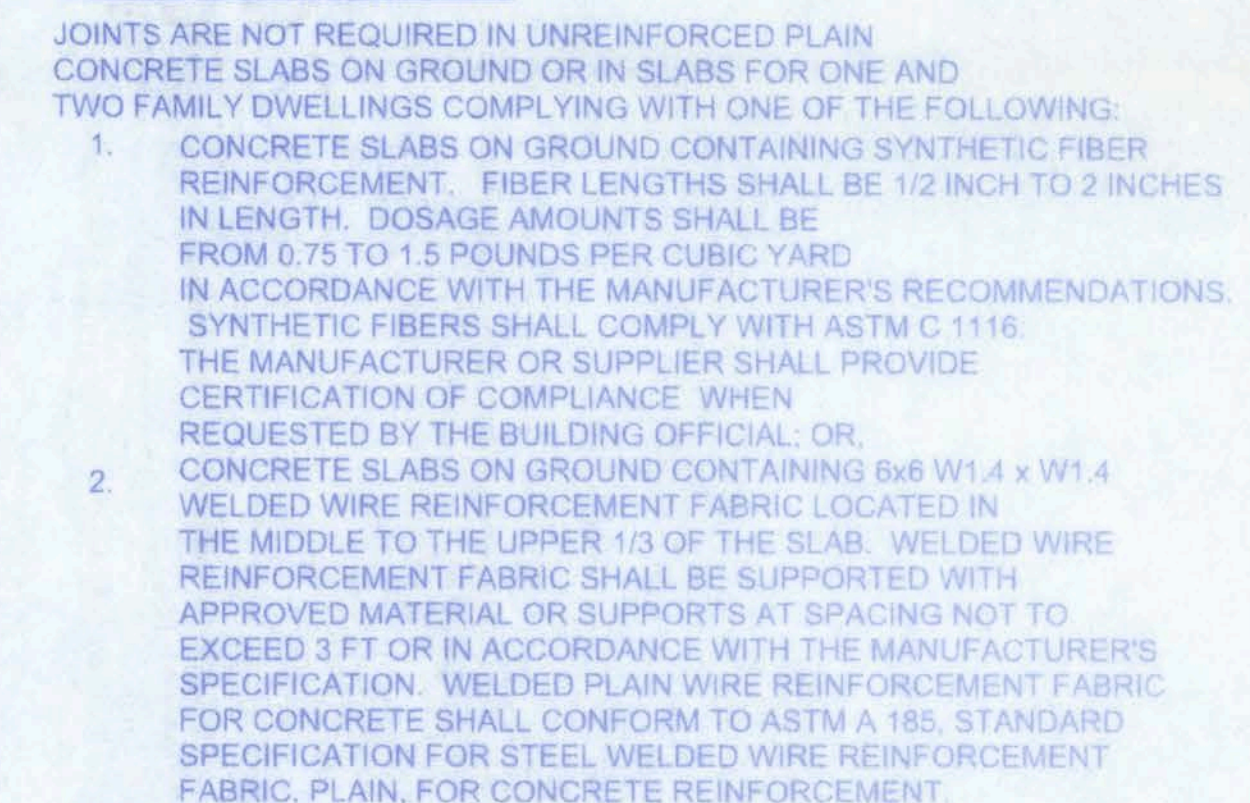 JOINTS ARE NOT REQUIRED IN UNREINFORCED PLAIN
CONCRETE SLABS ON GROUND OR IN SLABS FOR ONE AND
TWO FAMILY DWELLINGS COMPLYING WITH ONE OF THE FOLLOWING:
1. CONCRETE SLABS ON GROUND CONTAINING SYNTHETIC FIBER
REINFORCEMENT. FIBER LENGTHS SHALL BE 1/2 INCH TO 2 INCHES
IN LENGTH. DOSAGE AMOUNTS SHALL BE
FROM 0.75 TO 1.5 POUNDS PER CUBIC YARD
IN ACCORDANCE WITH THE MANUFACTURER'S RECOMMENDATIONS.
SYNTHETIC FIBERS SHALL COMPLY WITH ASTM C 1116.
THE MANUFACTURER OR SUPPLIER SHALL PROVIDE
CERTIFICATION OF COMPLIANCE WHEN
REQUESTED BY THE BUILDING OFFICIAL; OR,
2. CONCRETE SLABS ON GROUND CONTAINING 6x6 W1.4 x W1.4
WELDED WIRE REINFORCEMENT FABRIC LOCATED IN
THE MIDDLE TO THE UPPER 1/3 OF THE SLAB. WELDED WIRE
REINFORCEMENT FABRIC SHALL BE SUPPORTED WITH
APPROVED MATERIAL OR SUPPORTS AT SPACING NOT TO
EXCEED 3 FT OR IN ACCORDANCE WITH THE MANUFACTURER'S
SPECIFICATION. WELDED PLAIN WIRE REINFORCEMENT FABRIC
FOR CONCRETE SHALL CONFORM TO ASTM A 185, STANDARD
SPECIFICATION FOR STEEL WELDED WIRE REINFORCEMENT
FABRIC, PLAIN, FOR CONCRETE REINFORCEMENT.